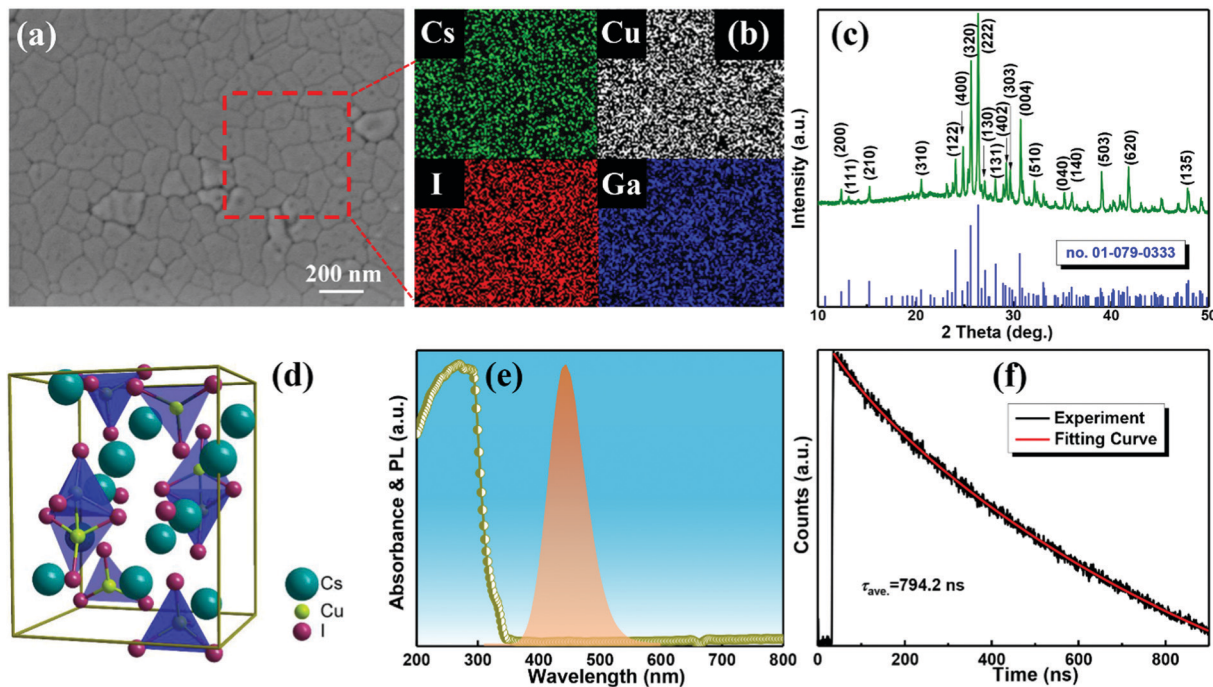 (a)
200 nm
Cs
Cu
(b)
I
Ga
(c)
Intensity (a.u.)
(200)
(111)
(210)
(310)
(122)
(400)
(320)
(222)
(130)
(402)
(131)
(303)
(004)
(510)
(040)
(140)
(503)
(620)
(135)
no. 01-079-0333
10 20 30 40 50
2 Theta (deg.)
(d)
Cs
Cu
I
(e)
Absorbance & PL (a.u.)
200 300 400 500 600 700 800
Wavelength (nm)
(f)
Counts (a.u.)
Experiment
Fitting Curve
τave.=794.2 ns
0 200 400 600 800
Time (ns)